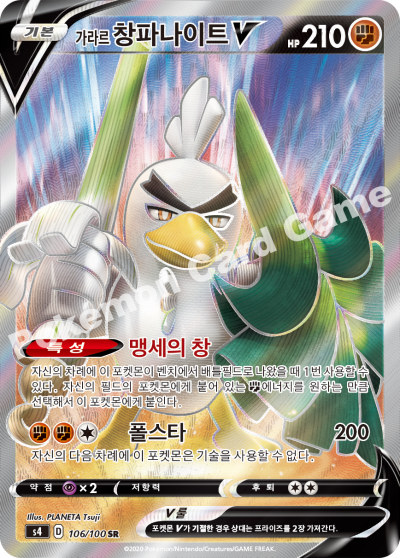 기본 가라르 창파나이트 V HP 210
Pokémon Card Game
특성 맹세의 창
자신의 차례에 이 포켓몬이 벤치에서 배틀필드로 나왔을 때 1번 사용할 수
있다. 자신의 필드의 포켓몬에게 붙어 있는 에너지를 원하는 만큼
선택해서 이 포켓몬에게 붙인다.
폴스타 200
자신의 다음 차례에 이 포켓몬은 기술을 사용할 수 없다.
약점 ×2 저항력 후퇴
Illus. PLANETA Tsuji
V룰
s4 D 106/100 SR
포켓몬 V가 기절한 경우 상대는 프라이즈를 2장 가져간다.
©2020 Pokémon/Nintendo/Creatures/GAME FREAK.